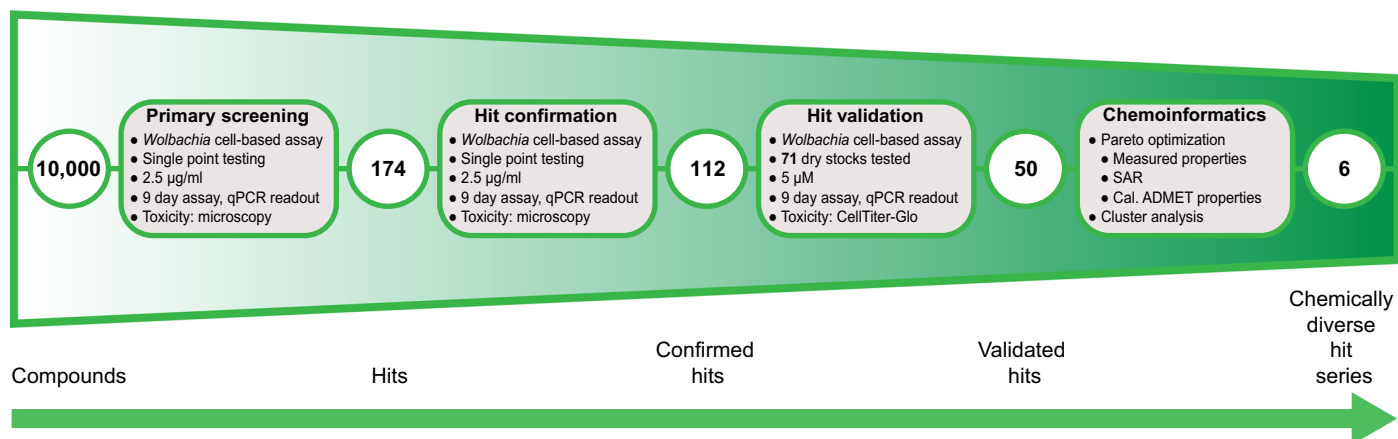 10,000
Primary screening
● Wolbachia cell-based assay
● Single point testing
● 2.5 µg/ml
● 9 day assay, qPCR readout
● Toxicity: microscopy
174
Hit confirmation
● Wolbachia cell-based assay
● Single point testing
● 2.5 µg/ml
● 9 day assay, qPCR readout
● Toxicity: microscopy
112
Hit validation
● Wolbachia cell-based assay
● 71 dry stocks tested
● 5 µM
● 9 day assay, qPCR readout
● Toxicity: CellTiter-Glo
50
Chemoinformatics
● Pareto optimization
● Measured properties
● SAR
● Cal. ADMET properties
● Cluster analysis
6
Compounds
Hits
Confirmed
hits
Validated
hits
Chemically
diverse
hit
series